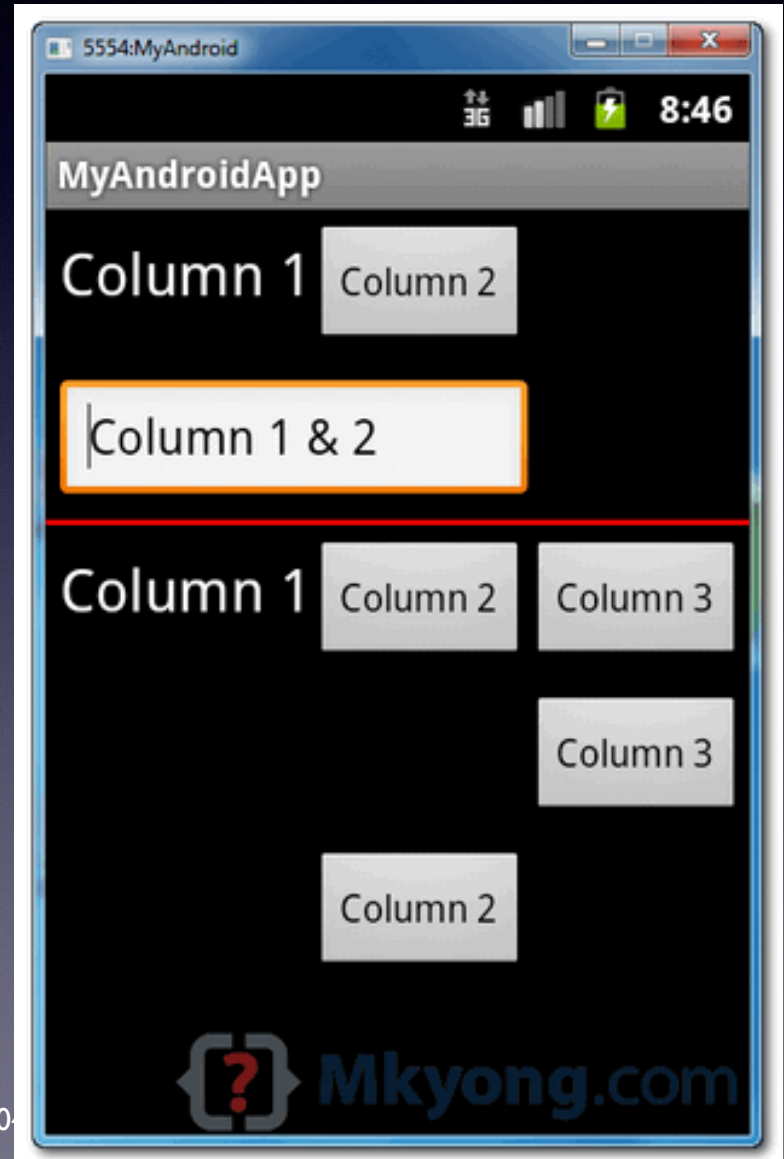 5554:MyAndroid
3G 8:46
MyAndroidApp
Column 1 Column 2
Column 1 & 2
Column 1 Column 2 Column 3
Column 3
Column 2
{?} Mkyong.com